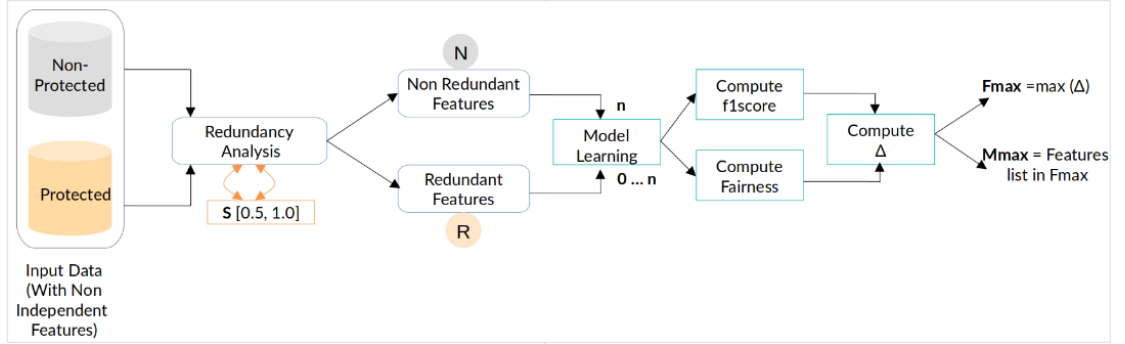 Non-
Protected
Protected
Input Data
(With Non
Independent
Features)
Redundancy
Analysis
S [0.5, 1.0]
N
Non Redundant
Features
Redundant
Features
R
n
Model
Learning
0 ... n
Compute
f1score
Compute
Fairness
Compute
Δ
Fmax =max (Δ)
Mmax = Features
list in Fmax